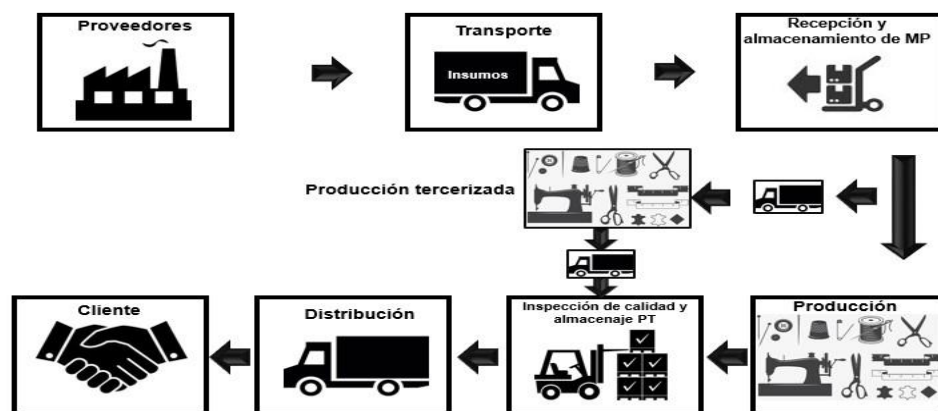 Proveedores
Transporte
Insumos
Recepción y
almacenamiento de MP
Producción tercerizada
Cliente
Distribución
Inspección de calidad y
almacenaje PT
Producción